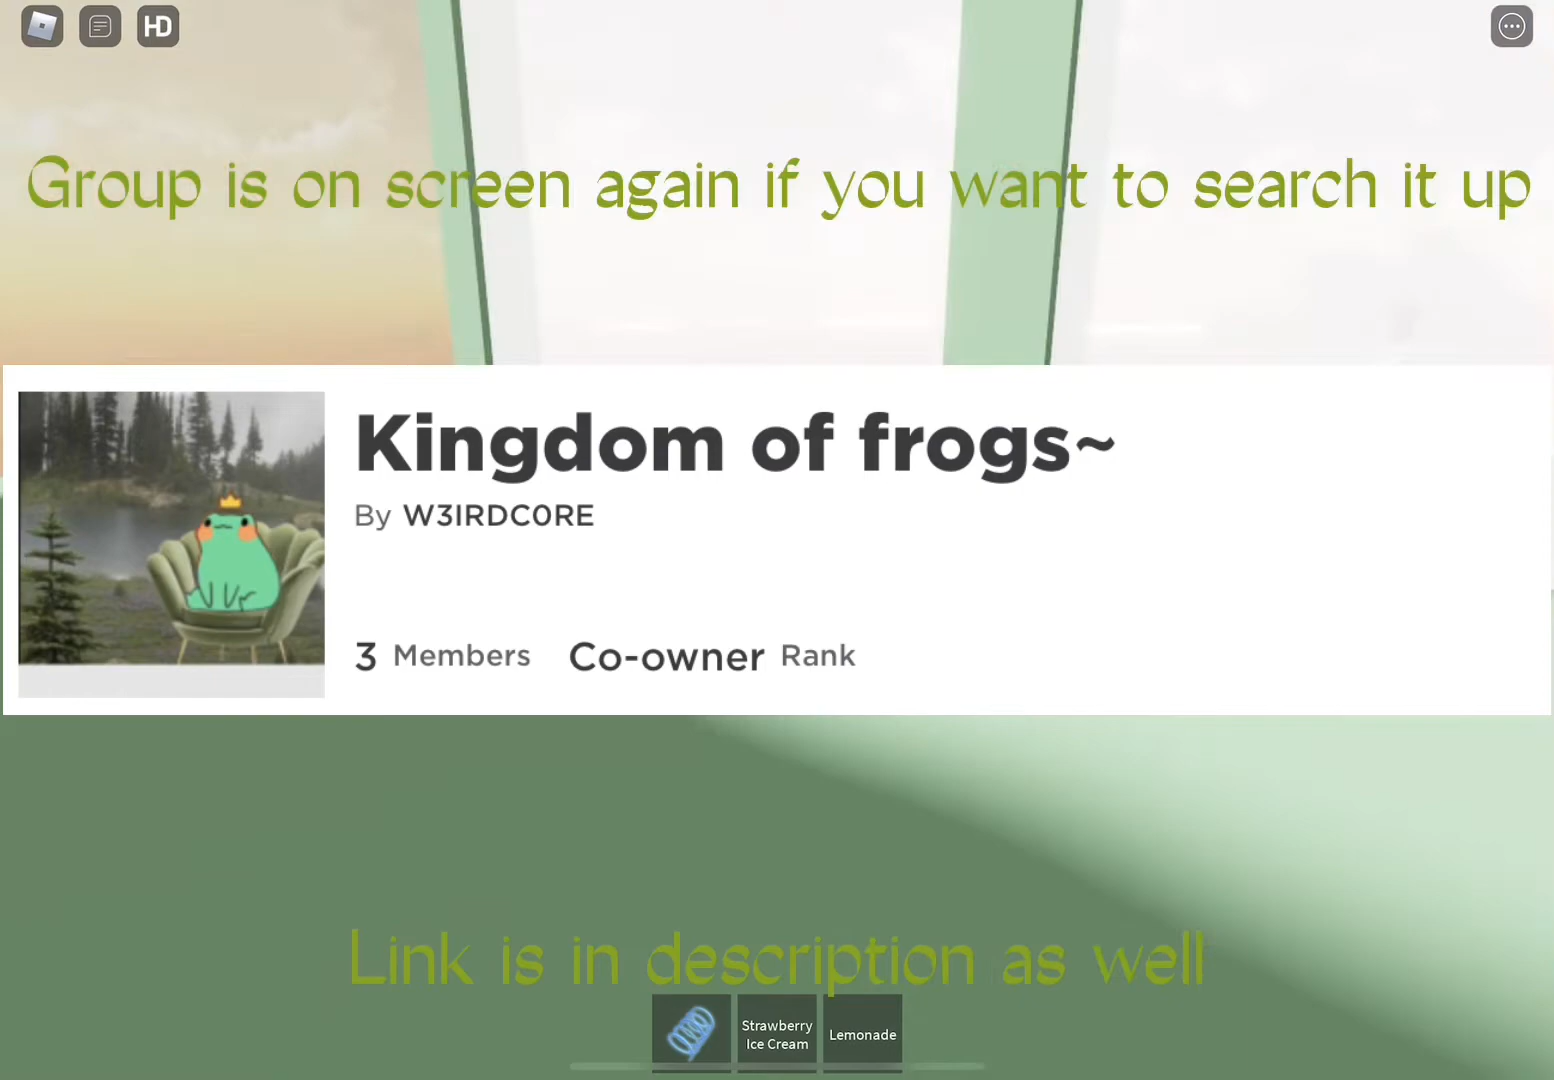 HD
Group is on screen again if you want to search it up
Kingdom of frogs~
By W3IRDC0RE
3 Members Co-owner Rank
Link is in description as well
Strawberry
Ice Cream
Lemonade